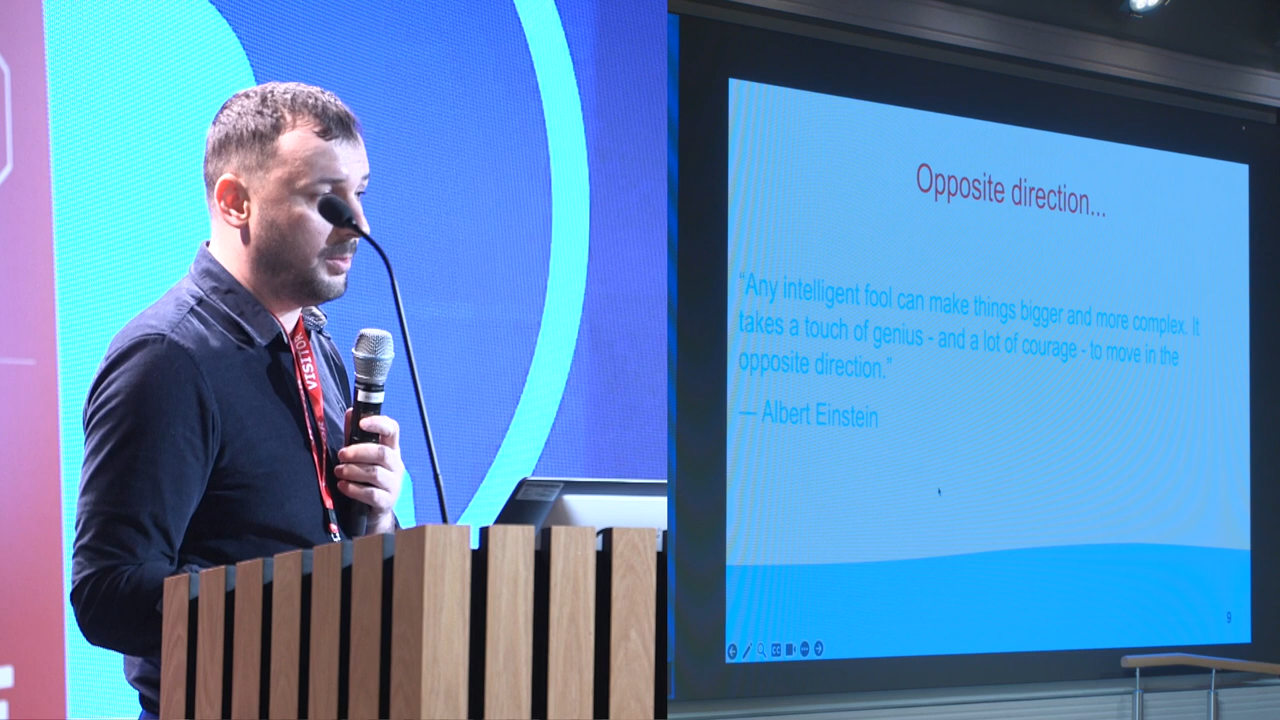 VISITOR
Opposite direction...
“Any intelligent fool can make things bigger and more complex. It
takes a touch of genius - and a lot of courage - to move in the
opposite direction.”
— Albert Einstein
9
CC